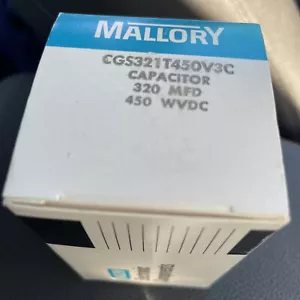 MALLORY
CGS321T450V3C
CAPACITOR
320 MFD
450 WVDC